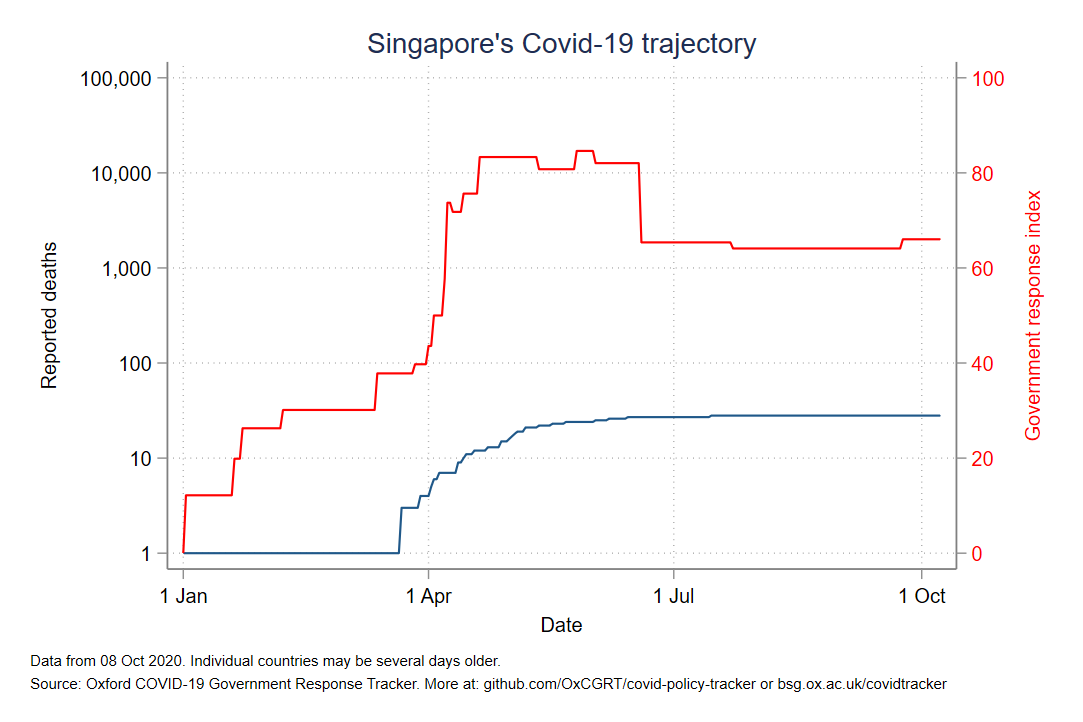 Singapore's Covid-19 trajectory
100,000
10,000
1,000
100
10
1
Reported deaths
100
80
60
40
20
0
Government response index
1 Jan
1 Apr
1 Jul
1 Oct
Date
Data from 08 Oct 2020. Individual countries may be several days older.
Source: Oxford COVID-19 Government Response Tracker. More at: github.com/OxCGRT/covid-policy-tracker or bsg.ox.ac.uk/covidtracker